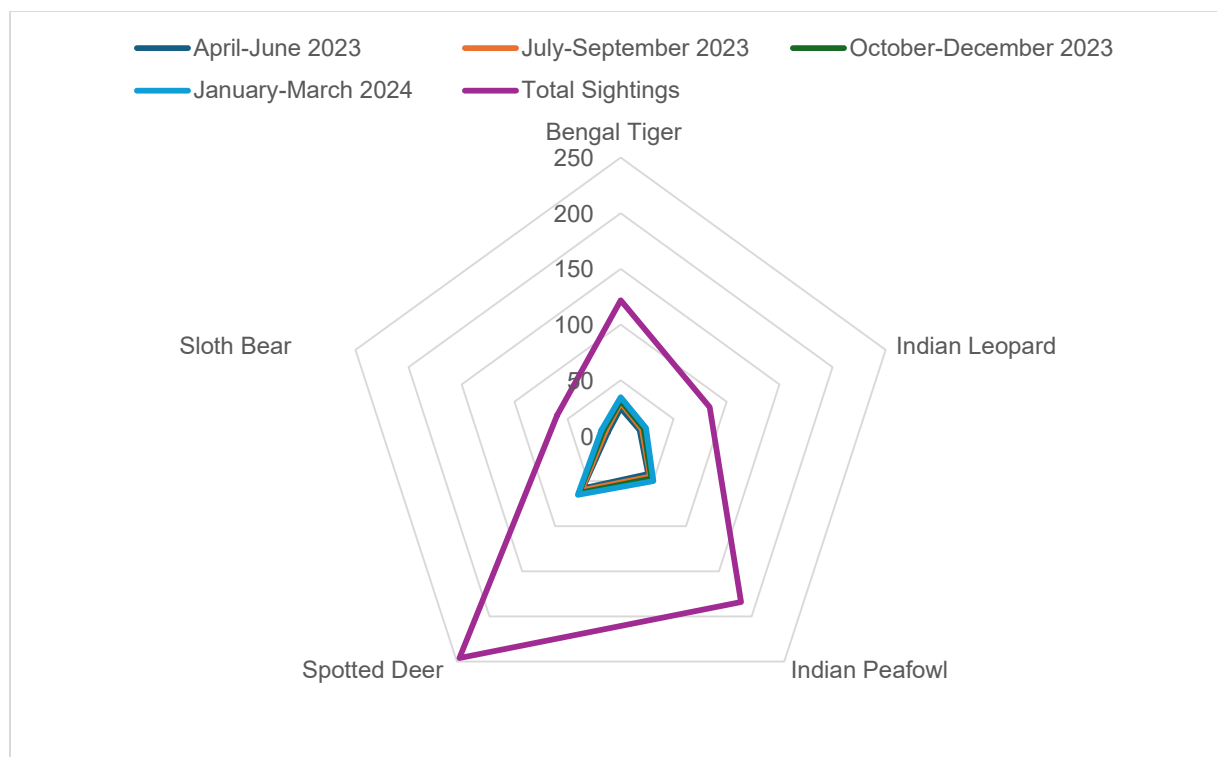 April-June 2023 July-September 2023 October-December 2023
January-March 2024 Total Sightings
Bengal Tiger
250
200
150
100
50
0
Sloth Bear
Indian Leopard
Spotted Deer
Indian Peafowl